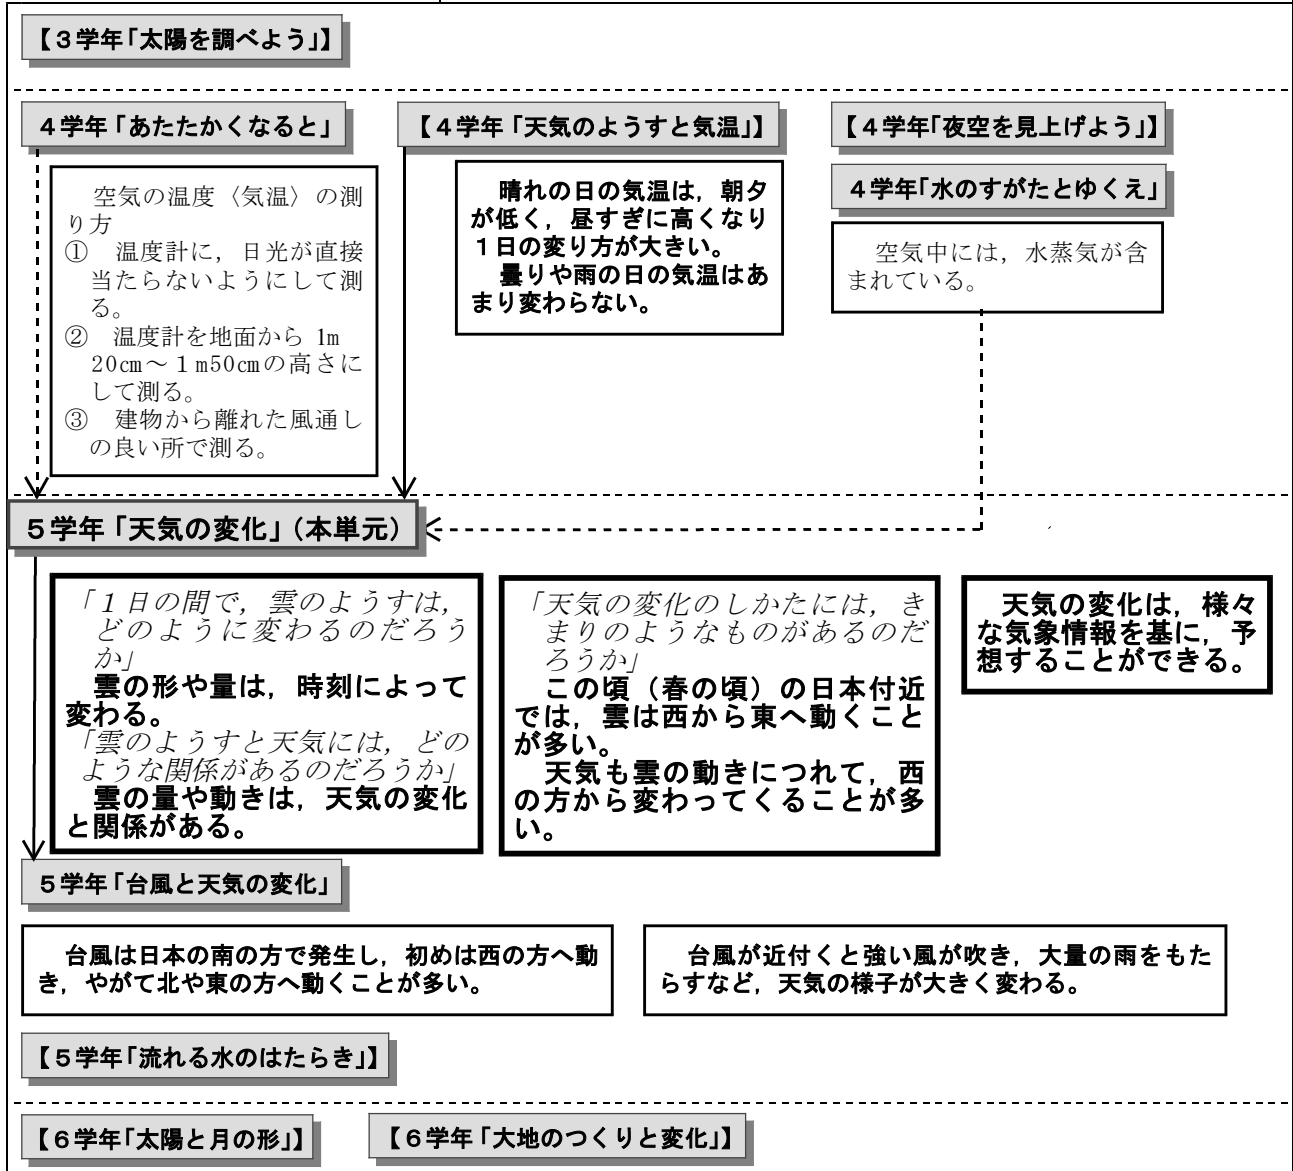 【３学年「太陽を調べよう」】
４学年「あたたかくなると」
【４学年「天気のようすと気温」】
【４学年「夜空を見上げよう」】
４学年「水のすがたとゆくえ」
空気の温度〈気温〉の測
り方
①　温度計に，日光が直接
当たらないようにして測
る。
②　温度計を地面から 1m
20㎝～１m50㎝の高さに
して測る。
③　建物から離れた風通し
の良い所で測る。
晴れの日の気温は，朝夕
が低く，昼すぎに高くなり
１日の変り方が大きい。
曇りや雨の日の気温はあ
まり変わらない。
空気中には，水蒸気が含
まれている。
５学年「天気の変化」（本単元）
「１日の間で，雲のようすは，
どのように変わるのだろう
か」
雲の形や量は，時刻によって
変わる。
「雲のようすと天気には，どの
ような関係があるのだろうか」
雲の量や動きは，天気の変化
と関係がある。
「天気の変化のしかたには，き
まりのようなものがあるのだ
ろうか」
この頃（春の頃）の日本付近
では，雲は西から東へ動くこと
が多い。
天気も雲の動きにつれて，西
の方から変わってくることが多
い。
天気の変化は，様々
な気象情報を基に，予
想することができる。
５学年「台風と天気の変化」
台風は日本の南の方で発生し，初めは西の方へ動
き，やがて北や東の方へ動くことが多い。
台風が近付くと強い風が吹き，大量の雨をもた
らすなど，天気の様子が大きく変わる。
【５学年「流れる水のはたらき」】
【６学年「太陽と月の形」】
【６学年「大地のつくりと変化」】